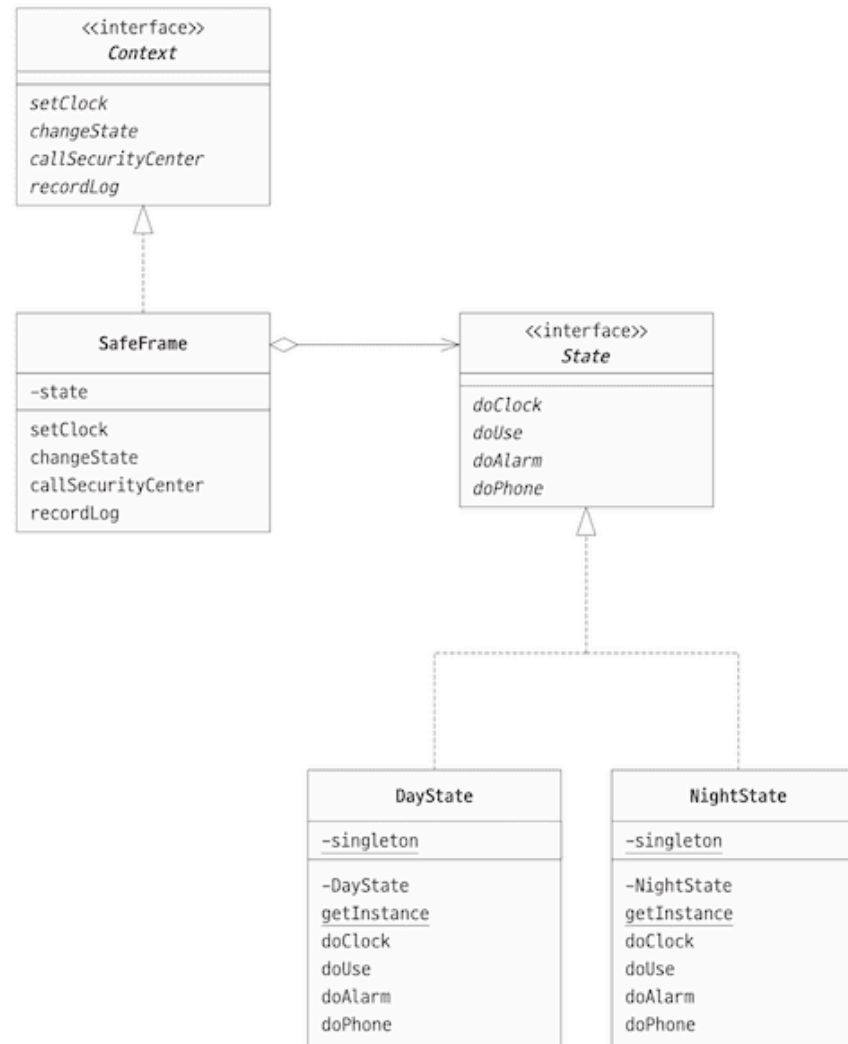 <<interface>>
Context
setClock
changeState
callSecurityCenter
recordLog
SafeFrame
-state
setClock
changeState
callSecurityCenter
recordLog
<<interface>>
State
doClock
doUse
doAlarm
doPhone
DayState
-singleton
-DayState
getInstance
doClock
doUse
doAlarm
doPhone
NightState
-singleton
-NightState
getInstance
doClock
doUse
doAlarm
doPhone